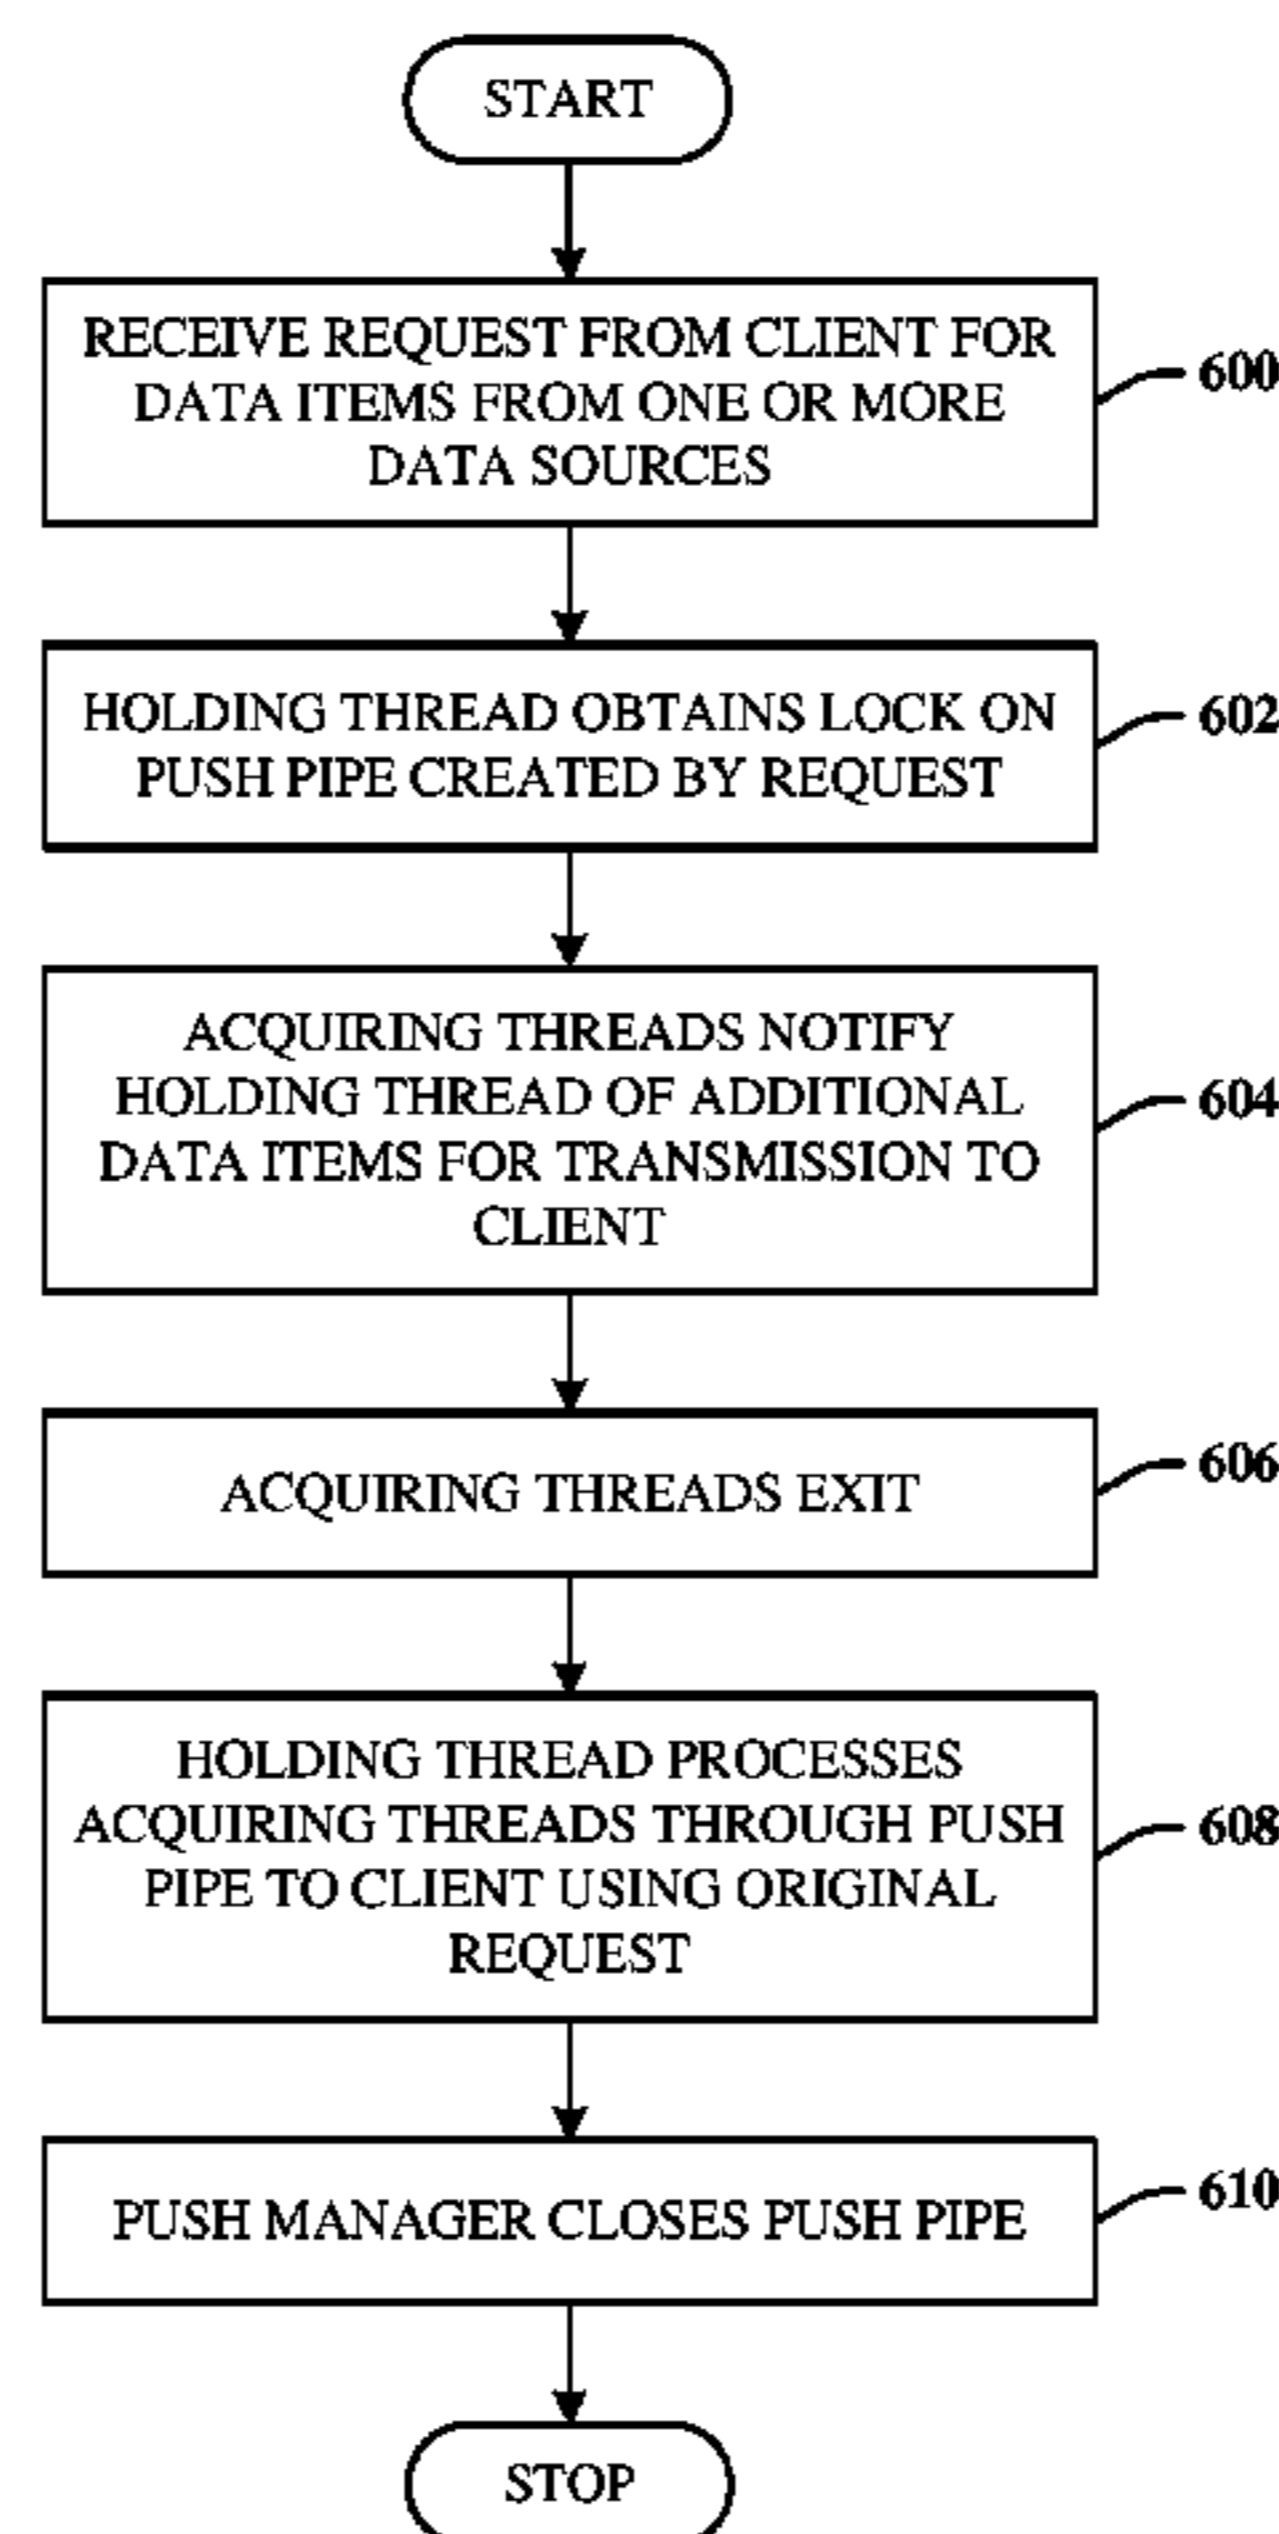 START
RECEIVE REQUEST FROM CLIENT FOR
DATA ITEMS FROM ONE OR MORE
DATA SOURCES
600
HOLDING THREAD OBTAINS LOCK ON
PUSH PIPE CREATED BY REQUEST
602
ACQUIRING THREADS NOTIFY
HOLDING THREAD OF ADDITIONAL
DATA ITEMS FOR TRANSMISSION TO
CLIENT
604
ACQUIRING THREADS EXIT
606
HOLDING THREAD PROCESSES
ACQUIRING THREADS THROUGH PUSH
PIPE TO CLIENT USING ORIGINAL
REQUEST
608
PUSH MANAGER CLOSES PUSH PIPE
610
STOP